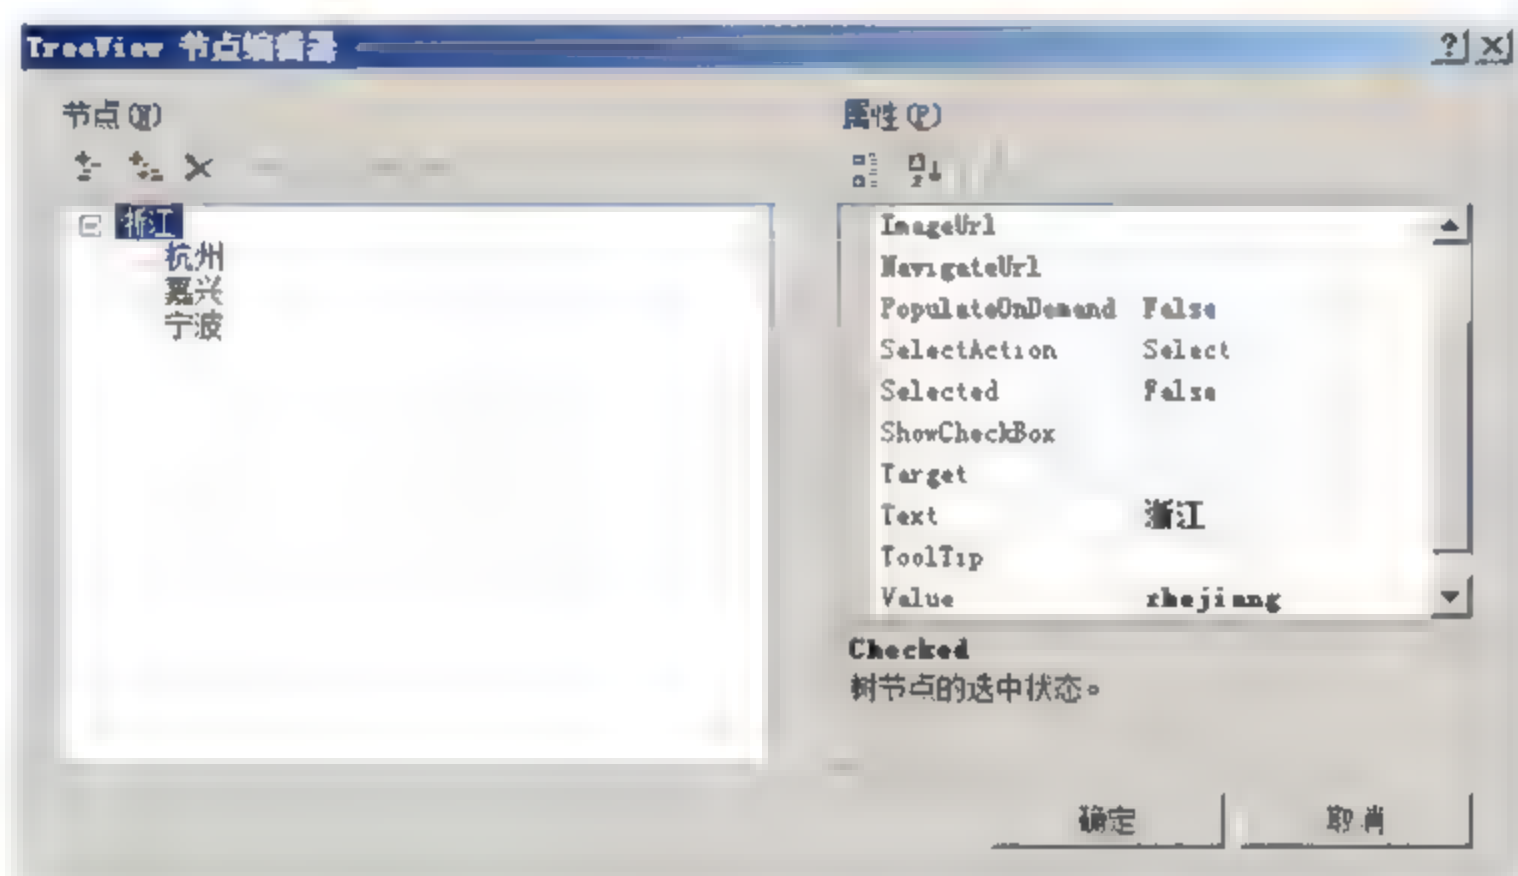 TreeView 节点编辑器
节点(N)
浙江
杭州
嘉兴
宁波
属性(P)
ImageUrl
NavigateUrl
PopulateOnDemand False
SelectAction Select
Selected False
ShowCheckBox
Target
Text 浙江
ToolTip
Value zhejiang
Checked
树节点的选中状态。
确定 取消